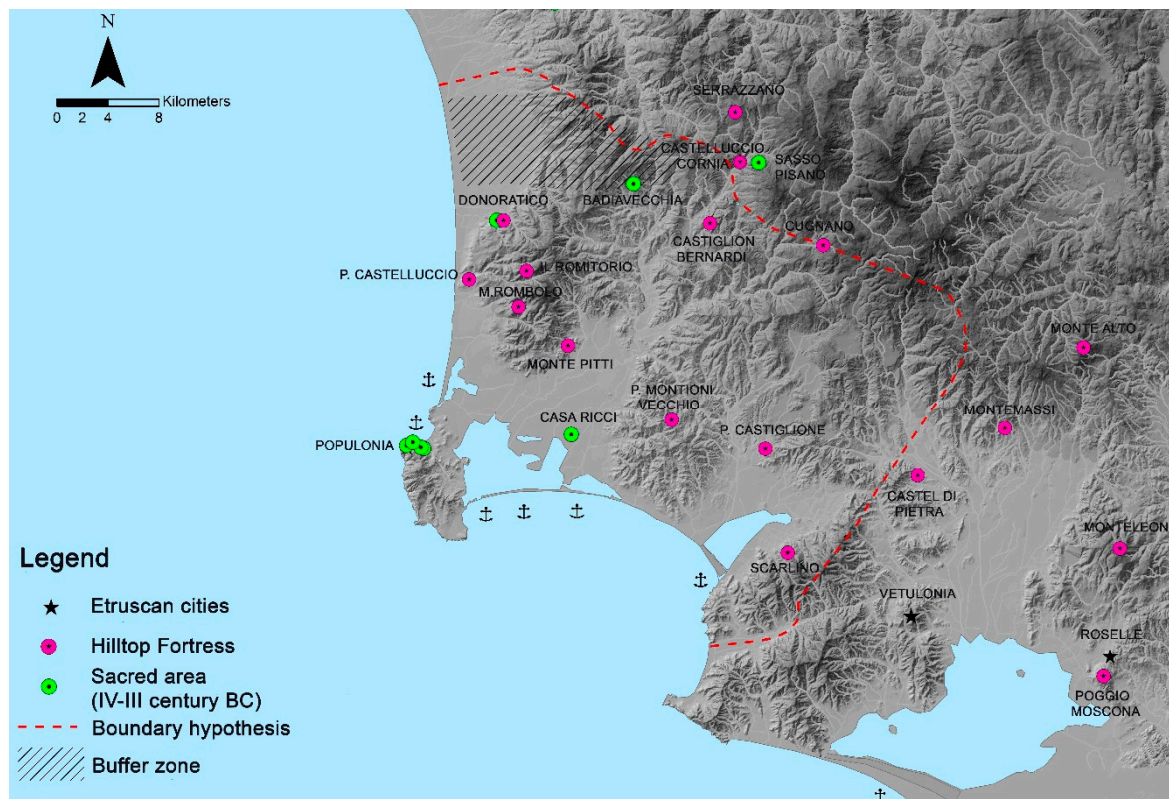 N
Kilometers
0 2 4 8
SERRAZZANO
CASTELLUCCIO
CORNIA
SASSO
PISANO
DONORATICO
BADIAVECCHIA
CASTIGLION
BERNARDI
CUGNANO
P. CASTELLUCCIO
IL ROMITORIO
M.ROMBOLO
MONTE PITTI
MONTE ALTO
P. MONTIONI
VECCHIO
CASA RICCI
P. CASTIGLIONE
MONTEMASSI
POPULONIA
CASTEL DI
PIETRA
MONTELEON
SCARLINO
VETULONIA
ROSELLE
POGGIO
MOSCONA
Legend
Etruscan cities
Hilltop Fortress
Sacred area
(IV-III century BC)
Boundary hypothesis
Buffer zone